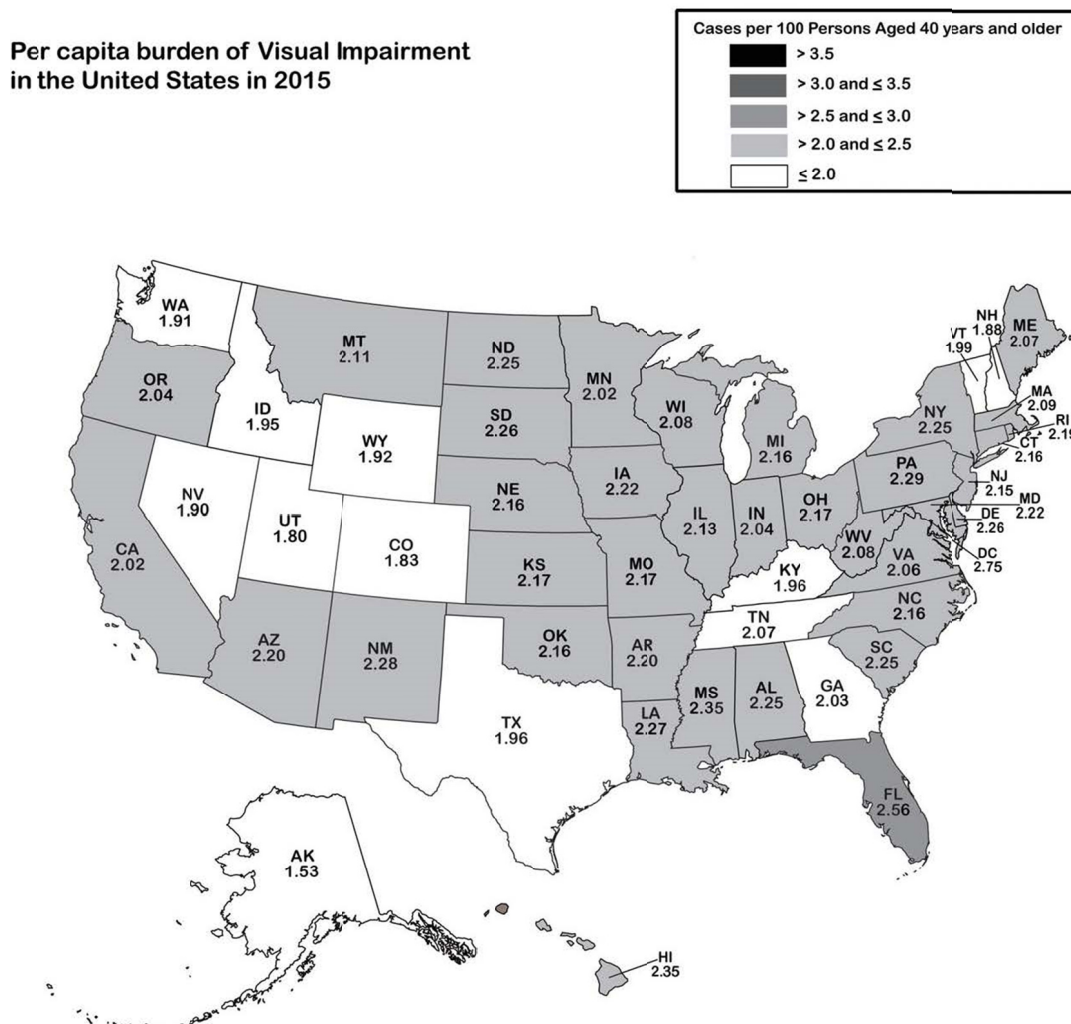 Per capita burden of Visual Impairment
in the United States in 2015
Cases per 100 Persons Aged 40 years and older
> 3.5
> 3.0 and ≤ 3.5
> 2.5 and ≤ 3.0
> 2.0 and ≤ 2.5
≤ 2.0
WA
1.91
MT
2.11
ND
2.25
MN
2.02
VT
1.99
NH
1.88
ME
2.07
OR
2.04
ID
1.95
WY
1.92
SD
2.26
WI
2.08
MI
2.16
NY
2.25
MA
2.09
RI
2.19
CT
2.16
NV
1.90
UT
1.80
CO
1.83
NE
2.16
IA
2.22
IL
2.13
IN
2.04
OH
2.17
PA
2.29
NJ
2.15
MD
2.22
DE
2.26
DC
2.75
CA
2.02
KS
2.17
MO
2.17
KY
1.96
WV
2.08
VA
2.06
NC
2.16
AZ
2.20
NM
2.28
OK
2.16
AR
2.20
TN
2.07
SC
2.25
TX
1.96
LA
2.27
MS
2.35
AL
2.25
GA
2.03
FL
2.56
AK
1.53
HI
2.35